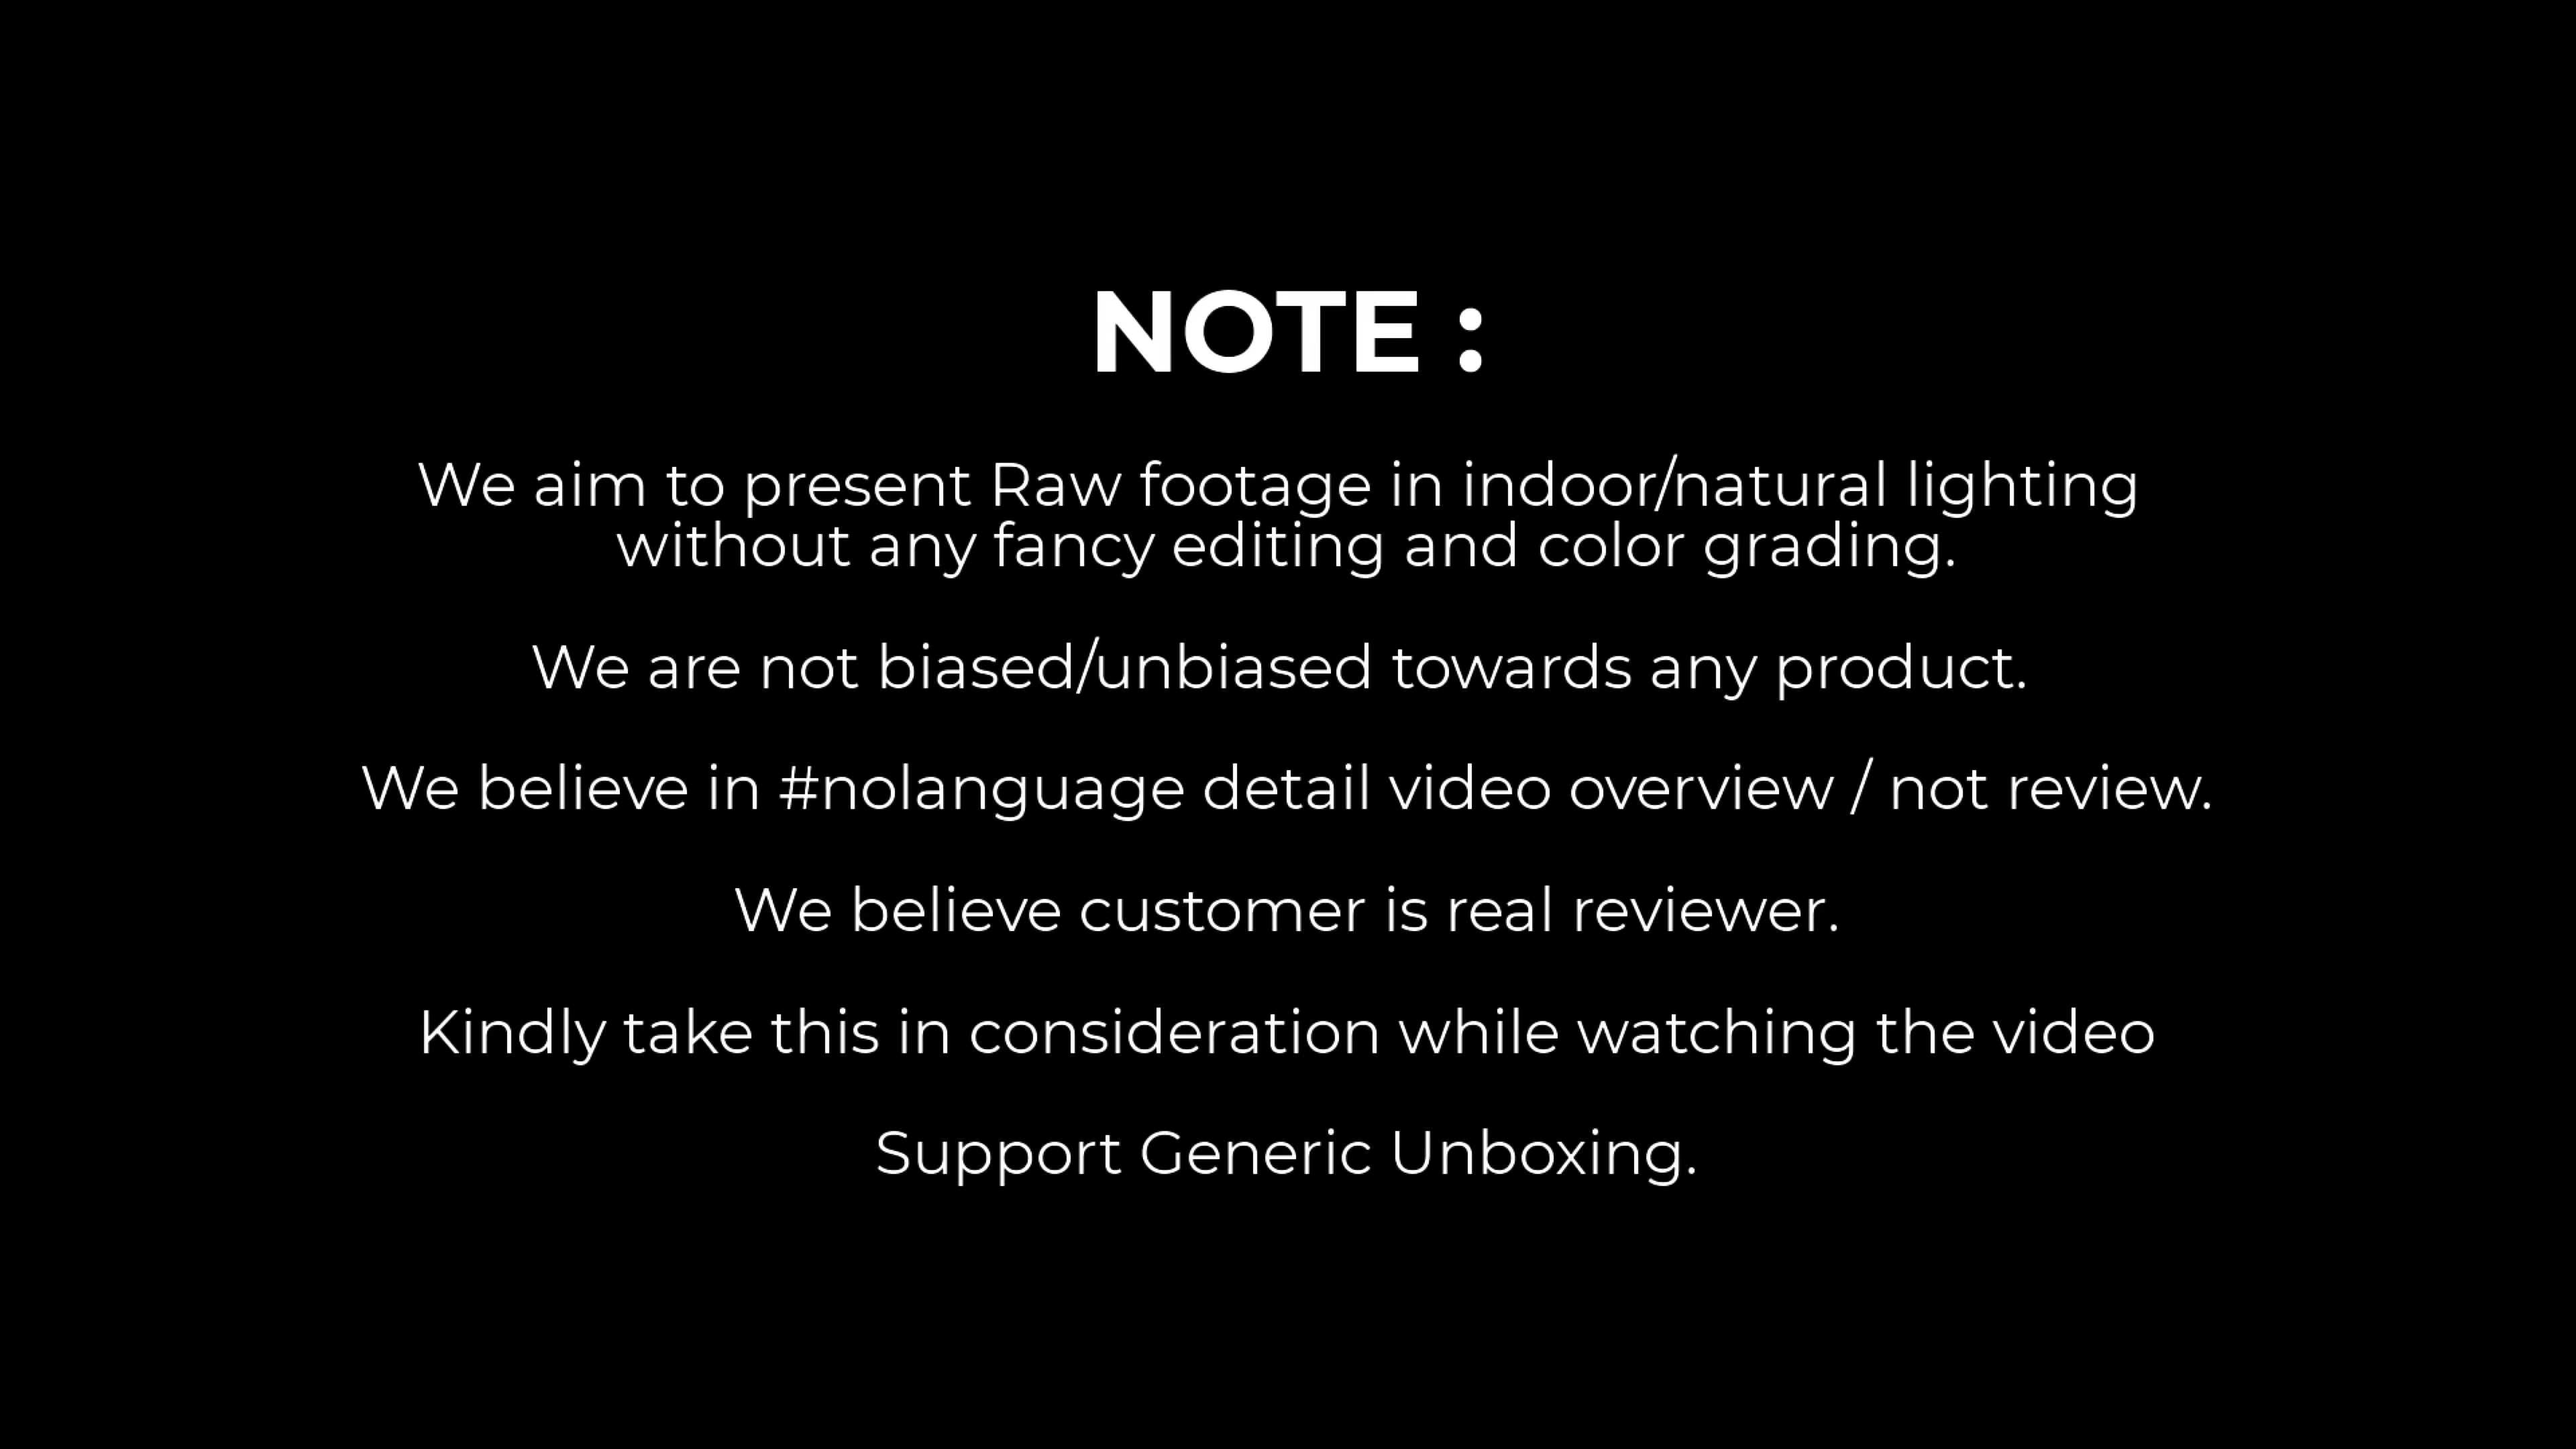 NOTE :
We aim to present Raw footage in indoor/natural lighting
without any fancy editing and color grading.
We are not biased/unbiased towards any product.
We believe in #nolanguage detail video overview / not review.
We believe customer is real reviewer.
Kindly take this in consideration while watching the video
Support Generic Unboxing.